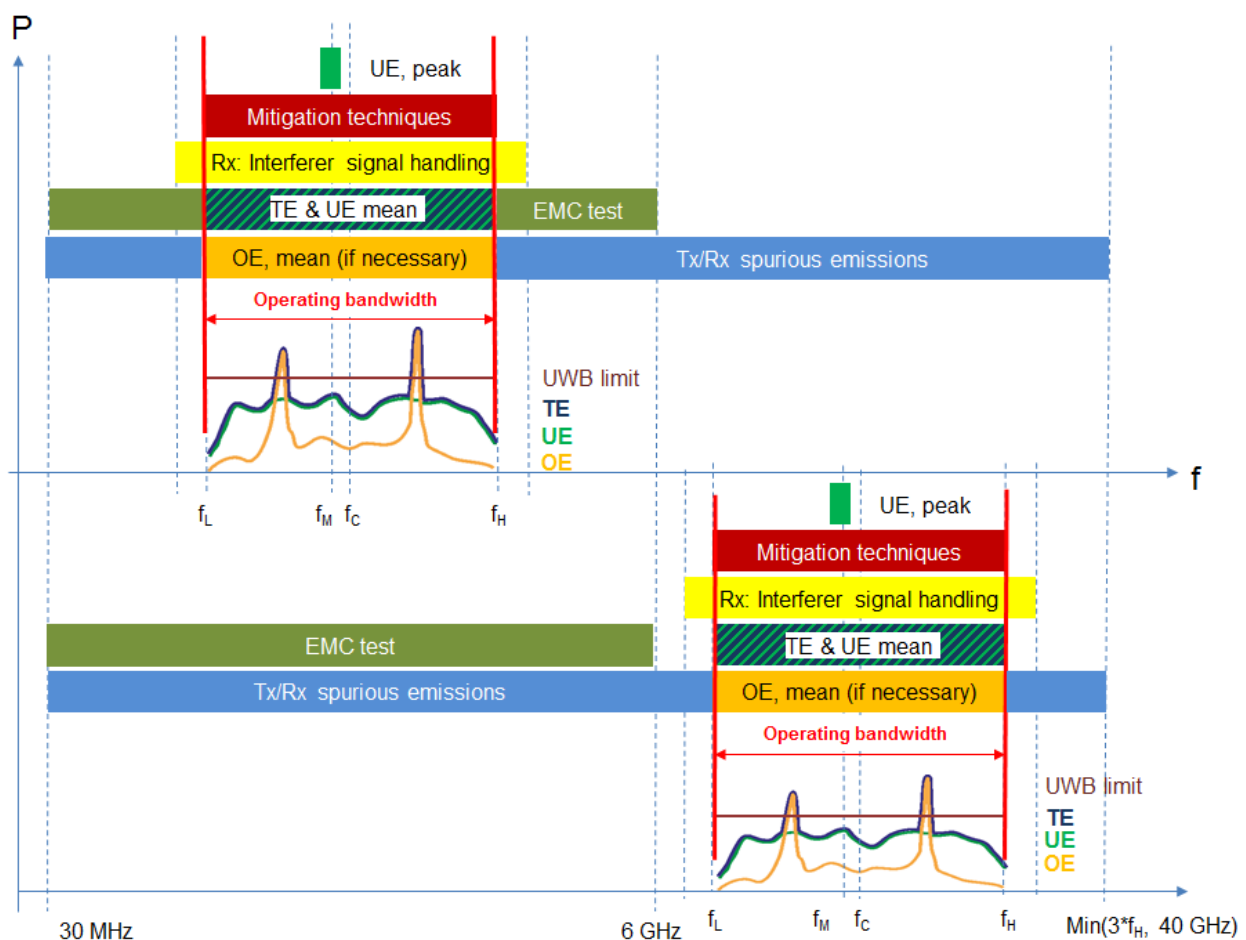 P
UE, peak
Mitigation techniques
Rx: Interferer signal handling
TE & UE mean
EMC test
OE, mean (if necessary)
Tx/Rx spurious emissions
Operating bandwidth
UWB limit
TE
UE
OE
f
fL
fM
fC
fH
UE, peak
Mitigation techniques
Rx: Interferer signal handling
EMC test
TE & UE mean
Tx/Rx spurious emissions
OE, mean (if necessary)
Operating bandwidth
UWB limit
TE
UE
OE
30 MHz
6 GHz
fL
fM
fC
fH
Min(3*fH, 40 GHz)